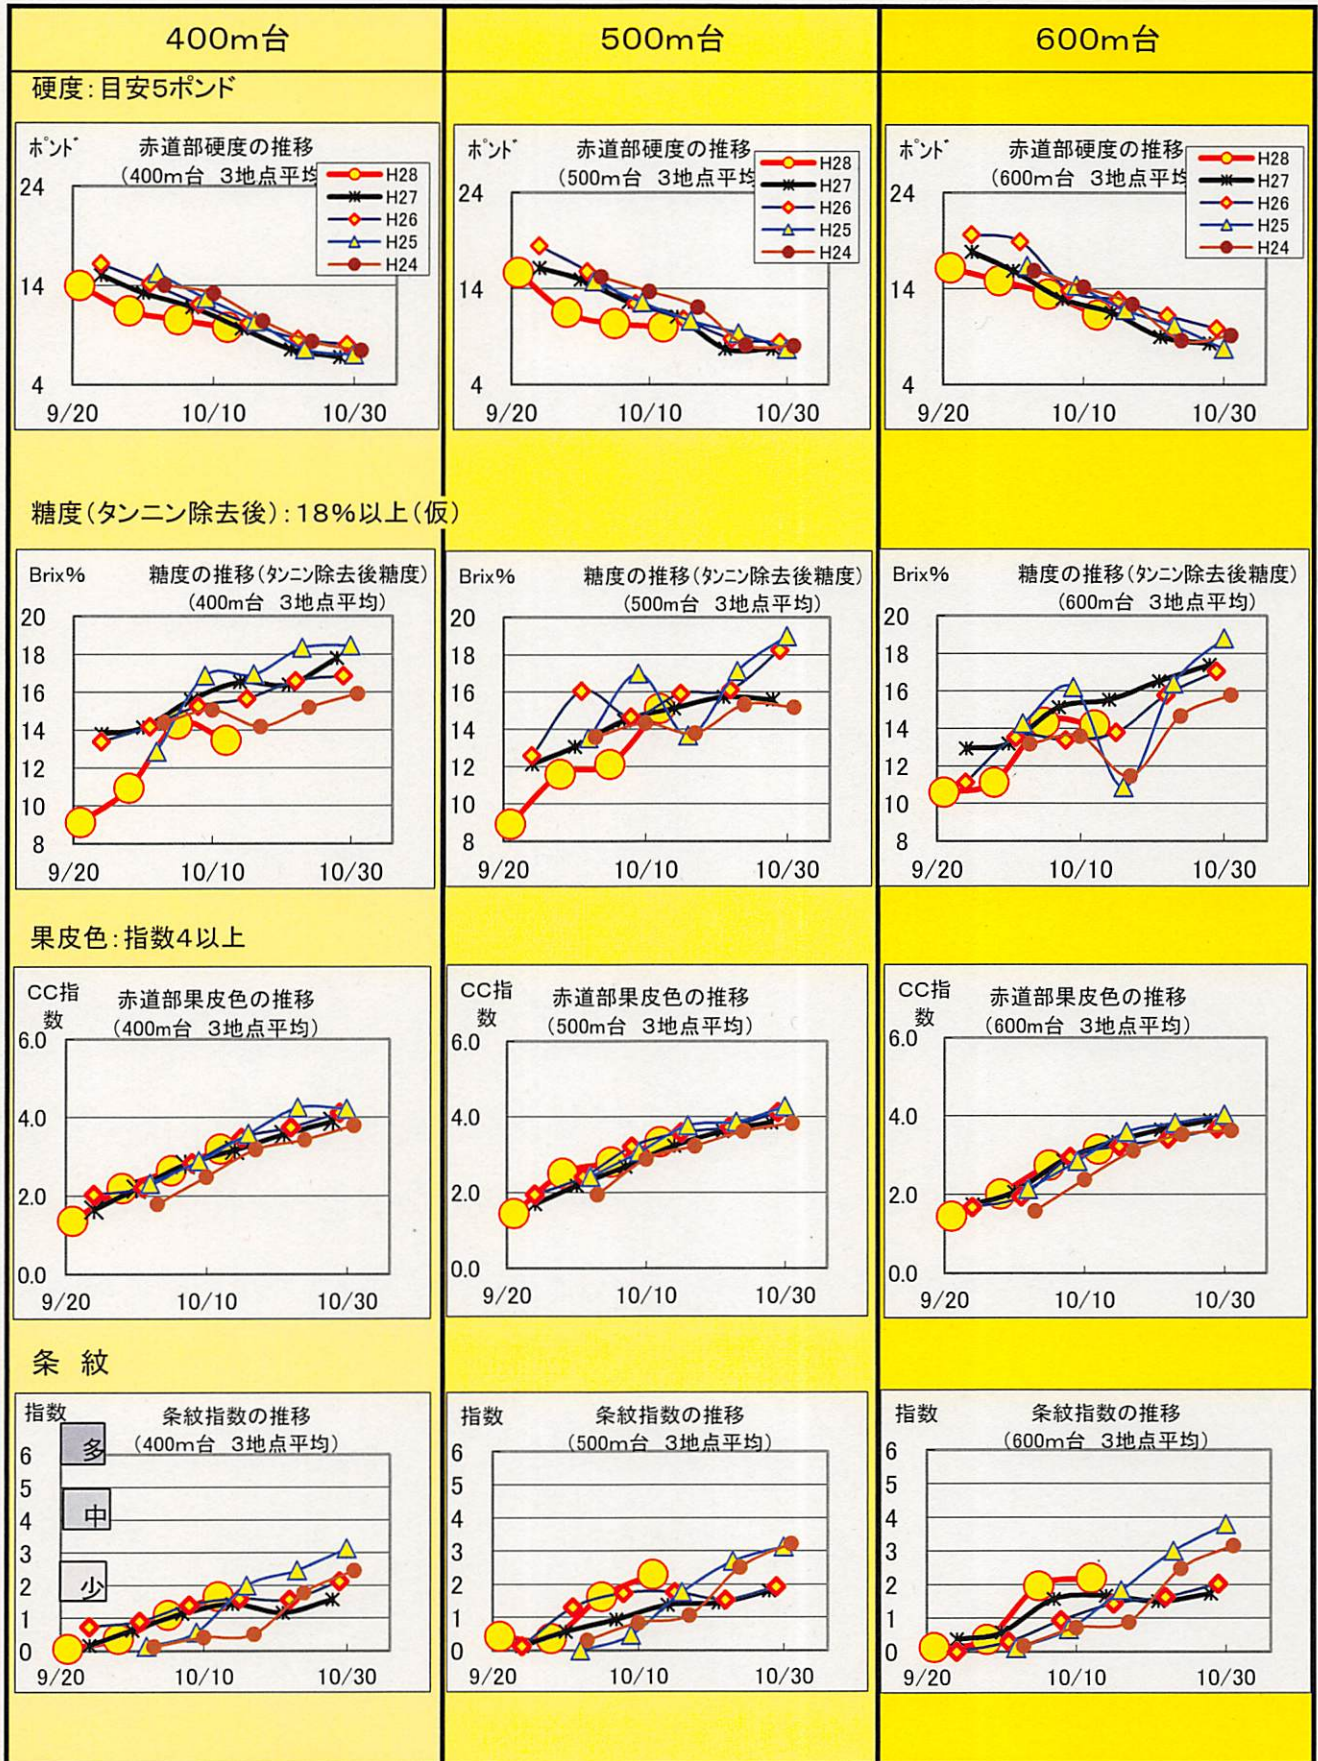 400m台
500m台
600m台
硬度：目安5ポンド
ポンド
赤道部硬度の推移
(400m台 3地点平均
H28
H27
H26
H25
H24
24
14
4
9/20
10/10
10/30
ポンド
赤道部硬度の推移
(500m台 3地点平均
H28
H27
H26
H25
H24
24
14
4
9/20
10/10
10/30
ポンド
赤道部硬度の推移
(600m台 3地点平均
H28
H27
H26
H25
H24
24
14
4
9/20
10/10
10/30
糖度(タンニン除去後)：18%以上(仮)
Brix%
糖度の推移(タンニン除去後糖度)
(400m台 3地点平均)
20
18
16
14
12
10
8
9/20
10/10
10/30
Brix%
糖度の推移(タンニン除去後糖度)
(500m台 3地点平均)
20
18
16
14
12
10
8
9/20
10/10
10/30
Brix%
糖度の推移(タンニン除去後糖度)
(600m台 3地点平均)
20
18
16
14
12
10
8
9/20
10/10
10/30
果皮色：指数4以上
CC指
数
赤道部果皮色の推移
(400m台 3地点平均)
6.0
4.0
2.0
0.0
9/20
10/10
10/30
CC指
数
赤道部果皮色の推移
(500m台 3地点平均)
6.0
4.0
2.0
0.0
9/20
10/10
10/30
CC指
数
赤道部果皮色の推移
(600m台 3地点平均)
6.0
4.0
2.0
0.0
9/20
10/10
10/30
条 紋
指数
条紋指数の推移
(400m台 3地点平均)
多
中
少
6
5
4
3
2
1
0
9/20
10/10
10/30
指数
条紋指数の推移
(500m台 3地点平均)
6
5
4
3
2
1
0
9/20
10/10
10/30
指数
条紋指数の推移
(600m台 3地点平均)
6
5
4
3
2
1
0
9/20
10/10
10/30